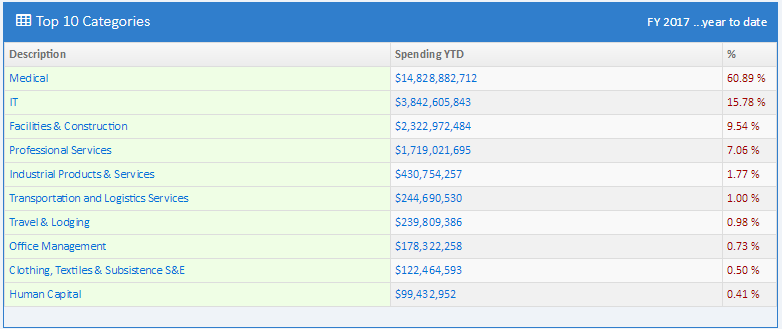 Top 10 Categories FY 2017 ...year to date
Description Spending YTD %
Medical $14,828,882,712 60.89 %
IT $3,842,605,843 15.78 %
Facilities & Construction $2,322,972,484 9.54 %
Professional Services $1,719,021,695 7.06 %
Industrial Products & Services $430,754,257 1.77 %
Transportation and Logistics Services $244,690,530 1.00 %
Travel & Lodging $239,809,386 0.98 %
Office Management $178,322,258 0.73 %
Clothing, Textiles & Subsistence S&E $122,464,593 0.50 %
Human Capital $99,432,952 0.41 %